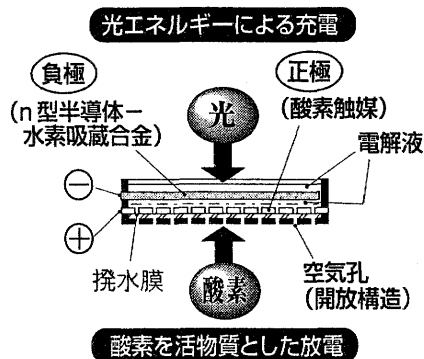 光エネルギーによる充電
負極
(n型半導体−
水素吸蔵合金)
正極
(酸素触媒)
光
電解液
−
+
撥水膜
酸素
空気孔
(開放構造)
酸素を活物質とした放電